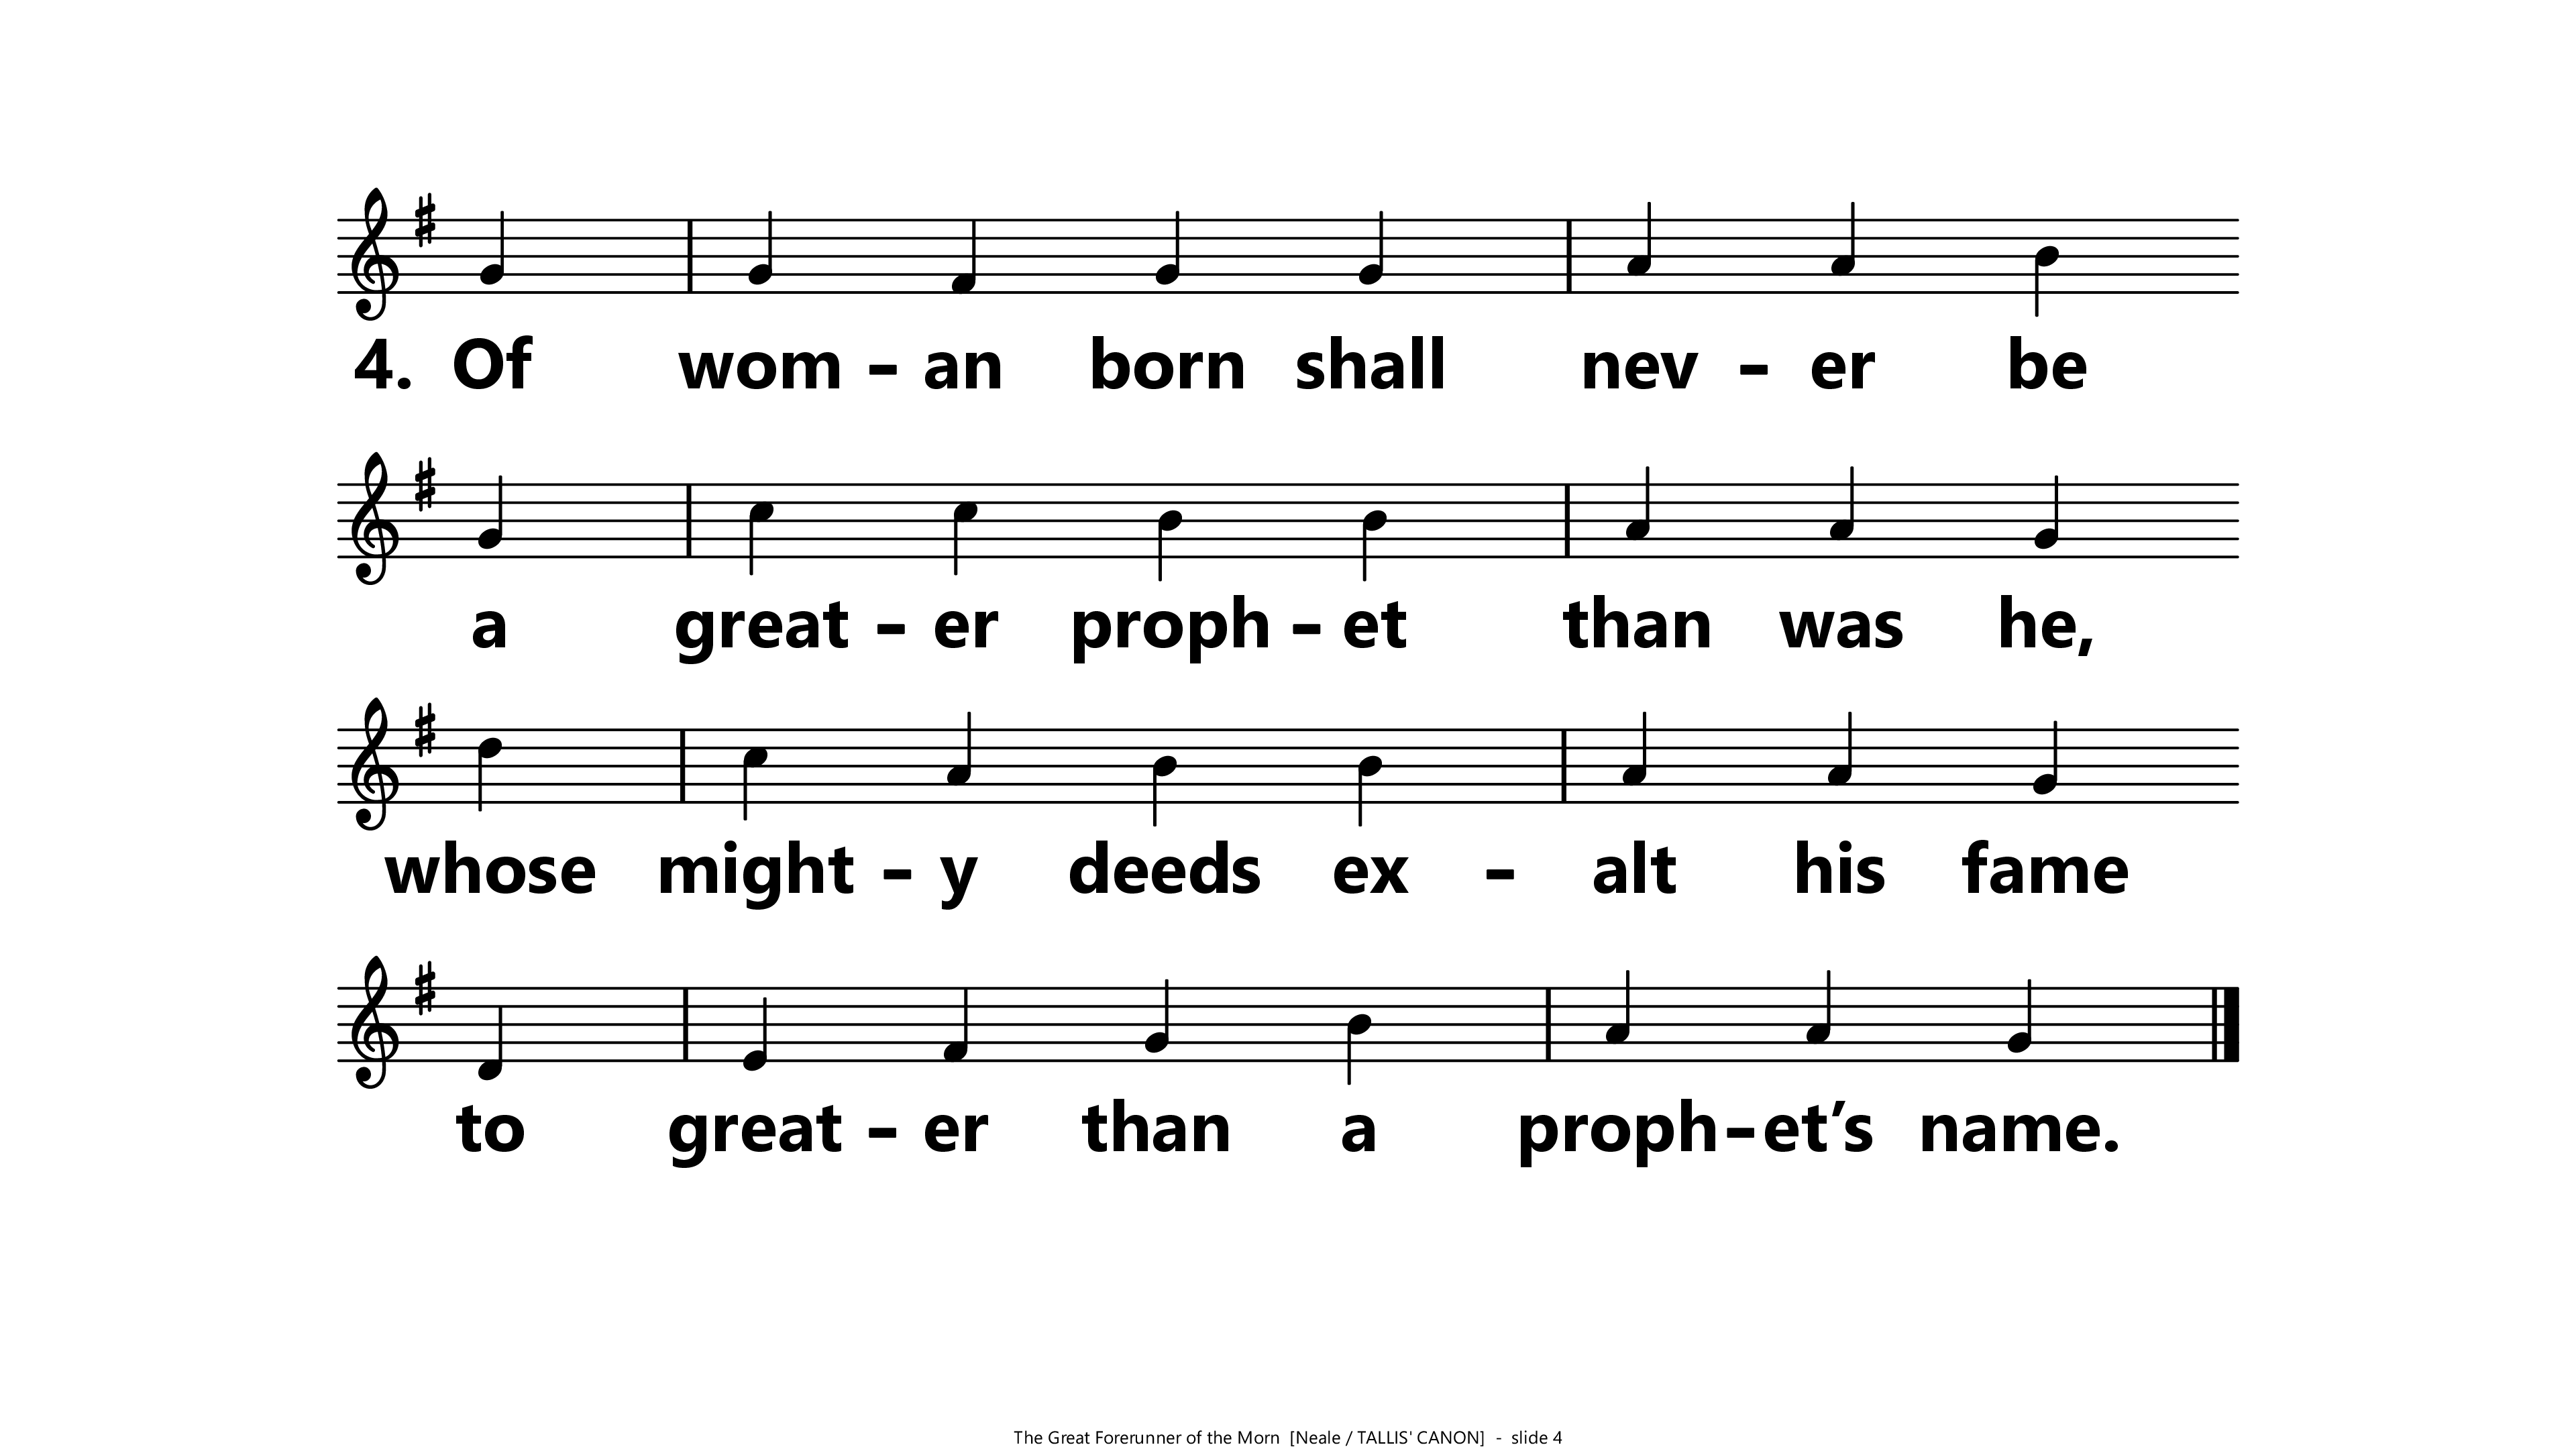 4. Of wom - an born shall nev - er be
a great - er proph - et than was he,
whose might - y deeds ex - alt his fame
to great - er than a proph - et’s name.
The Great Forerunner of the Morn [Neale / TALLIS' CANON] - slide 4